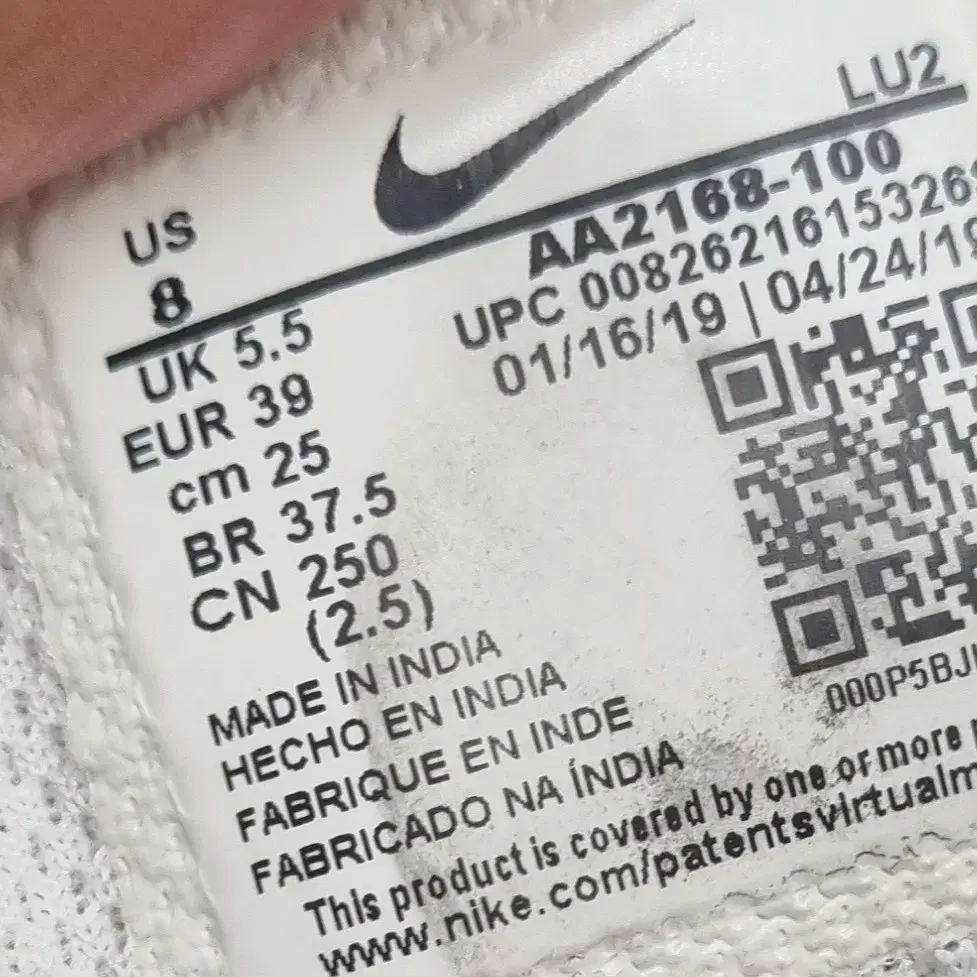 LU2
US
8
AA2168-100
UPC 0082621615326
01/16/19 | 04/24/19
UK 5.5
EUR 39
cm 25
BR 37.5
CN 250
(2.5)
MADE IN INDIA
HECHO EN INDIA
FABRIQUE EN INDE
FABRICADO NA ÍNDIA
000P5BJ
This product is covered by one or more
www.nike.com/patentsvirtualm